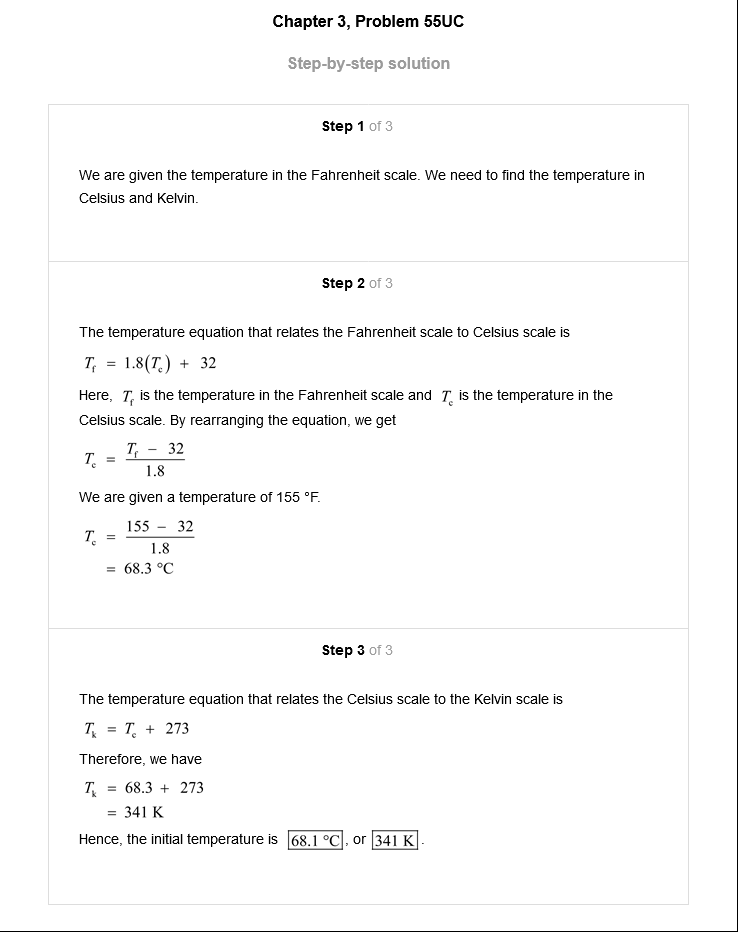 Chapter 3, Problem 55UC
Step-by-step solution
Step 1 of 3
We are given the temperature in the Fahrenheit scale. We need to find the temperature in
Celsius and Kelvin.
Step 2 of 3
The temperature equation that relates the Fahrenheit scale to Celsius scale is
T_f = 1.8(T_c) + 32
Here, T_f is the temperature in the Fahrenheit scale and T_c is the temperature in the
Celsius scale. By rearranging the equation, we get
T_c = (T_f − 32) / 1.8
We are given a temperature of 155 °F.
T_c = (155 − 32) / 1.8
= 68.3 °C
Step 3 of 3
The temperature equation that relates the Celsius scale to the Kelvin scale is
T_k = T_c + 273
Therefore, we have
T_k = 68.3 + 273
= 341 K
Hence, the initial temperature is 68.1 °C, or 341 K.